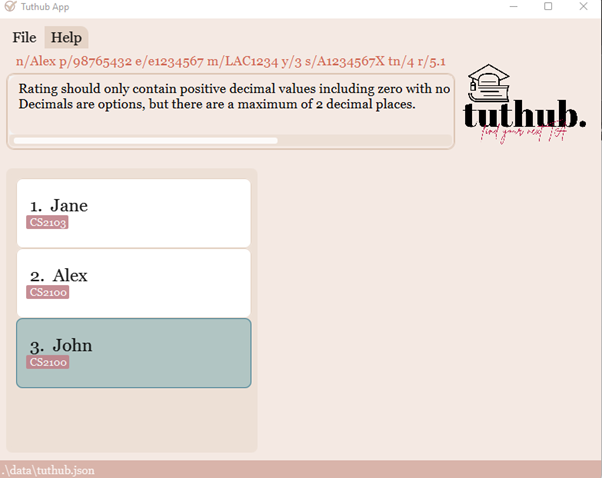 Tuthub App
File Help
n/Alex p/98765432 e/e1234567 m/LAC1234 y/3 s/A1234567X tn/4 r/5.1
Rating should only contain positive decimal values including zero with no
Decimals are options, but there are a maximum of 2 decimal places.
tuthub.
find your next TA
1. Jane
CS2103
2. Alex
CS2100
3. John
CS2100
.\data\tuthub.json